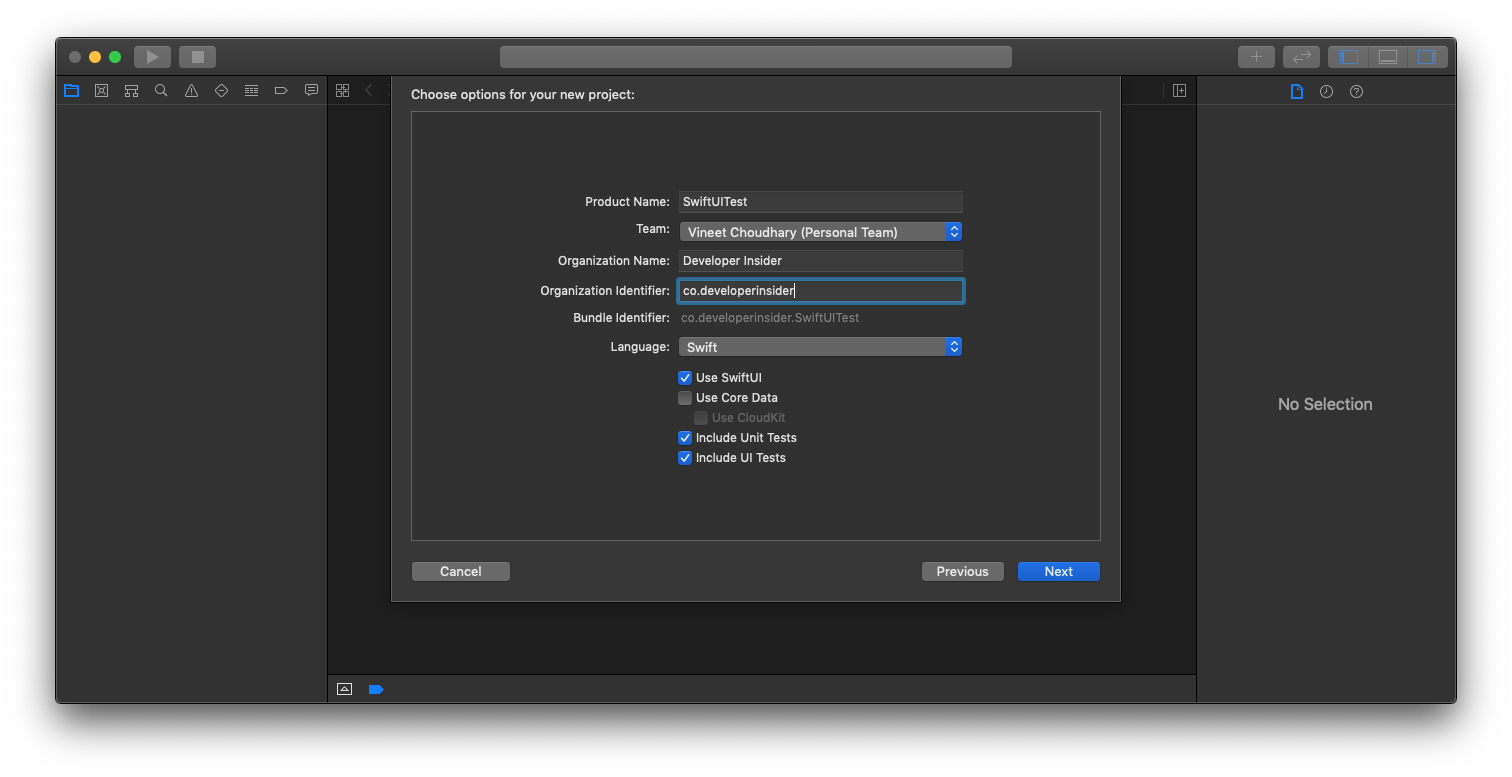 Choose options for your new project:
Product Name: SwiftUITest
Team: Vineet Choudhary (Personal Team)
Organization Name: Developer Insider
Organization Identifier: co.developerinsider
Bundle Identifier: co.developerinsider.SwiftUITest
Language: Swift
Use SwiftUI
Use Core Data
Use CloudKit
Include Unit Tests
Include UI Tests
No Selection
Cancel Previous Next